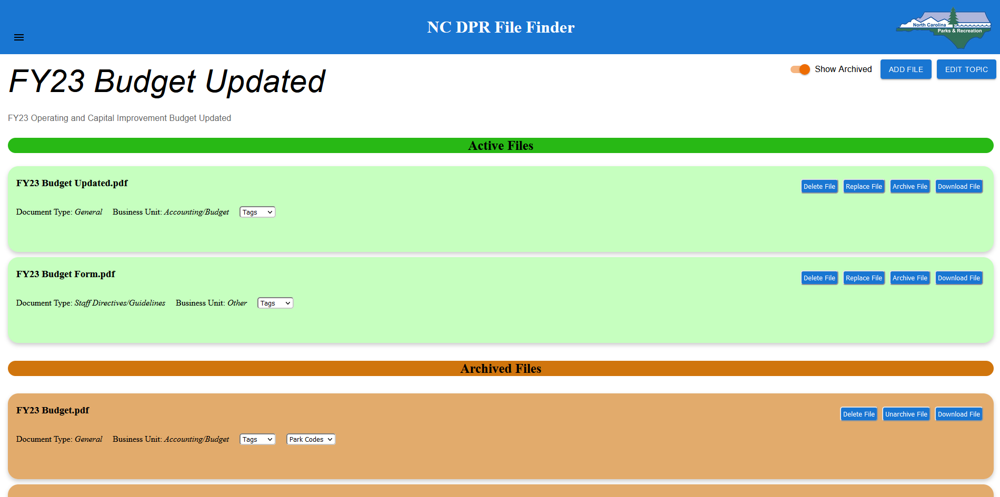 NC DPR File Finder
North Carolina
Parks & Recreation
FY23 Budget Updated
Show Archived
ADD FILE
EDIT TOPIC
FY23 Operating and Capital Improvement Budget Updated
Active Files
FY23 Budget Updated.pdf
Delete File
Replace File
Archive File
Download File
Document Type: General
Business Unit: Accounting/Budget
Tags
FY23 Budget Form.pdf
Delete File
Replace File
Archive File
Download File
Document Type: Staff Directives/Guidelines
Business Unit: Other
Tags
Archived Files
FY23 Budget.pdf
Delete File
Unarchive File
Download File
Document Type: General
Business Unit: Accounting/Budget
Tags
Park Codes